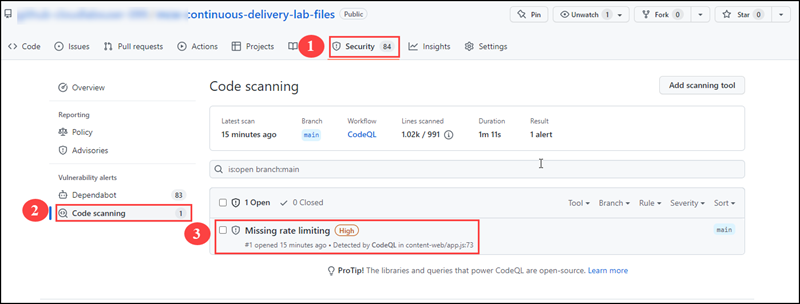 continuous-delivery-lab-files Public
Pin Unwatch 1 Fork 0 Star 0
Code Issues Pull requests Actions Projects 1 Security 84 Insights Settings
Overview
Reporting
Policy
Advisories
Vulnerability alerts
Dependabot 83
2 Code scanning 1
Code scanning Add scanning tool
Latest scan Branch Workflow Lines scanned Duration Result
15 minutes ago main CodeQL 1.02k / 991 1m 11s 1 alert
is:open branch:main
1 Open 0 Closed Tool Branch Rule Severity Sort
3 Missing rate limiting High main
#1 opened 15 minutes ago • Detected by CodeQL in content-web/app.js:73
ProTip! The libraries and queries that power CodeQL are open-source. Learn more